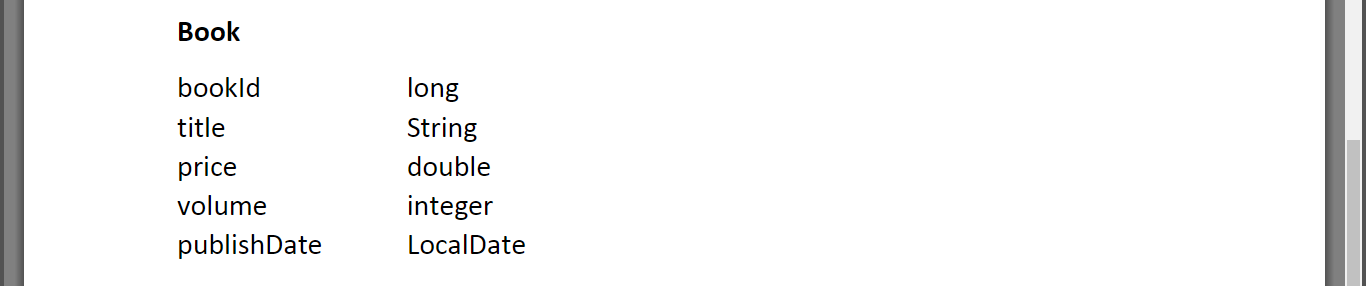 Book
bookId long
title String
price double
volume integer
publishDate LocalDate